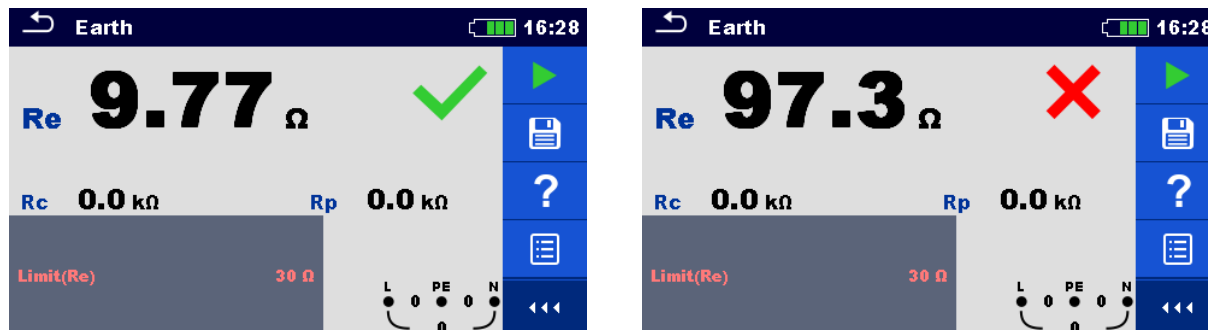 Earth 16:28
Re 9.77 Ω
Rc 0.0 kΩ Rp 0.0 kΩ
?
Limit(Re) 30 Ω
L PE N
0 0
0
Earth 16:28
Re 97.3 Ω
Rc 0.0 kΩ Rp 0.0 kΩ
?
Limit(Re) 30 Ω
L PE N
0 0
0